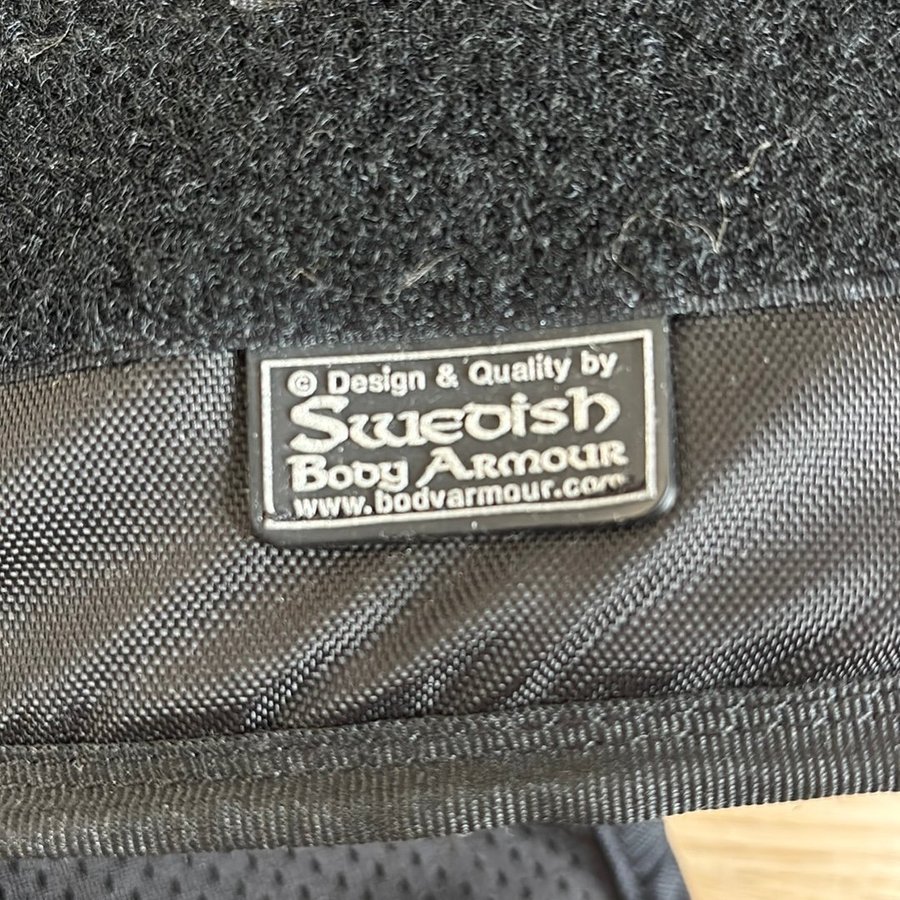 © Design & Quality by
Swedish
Body Armour
www.bodyarmour.com